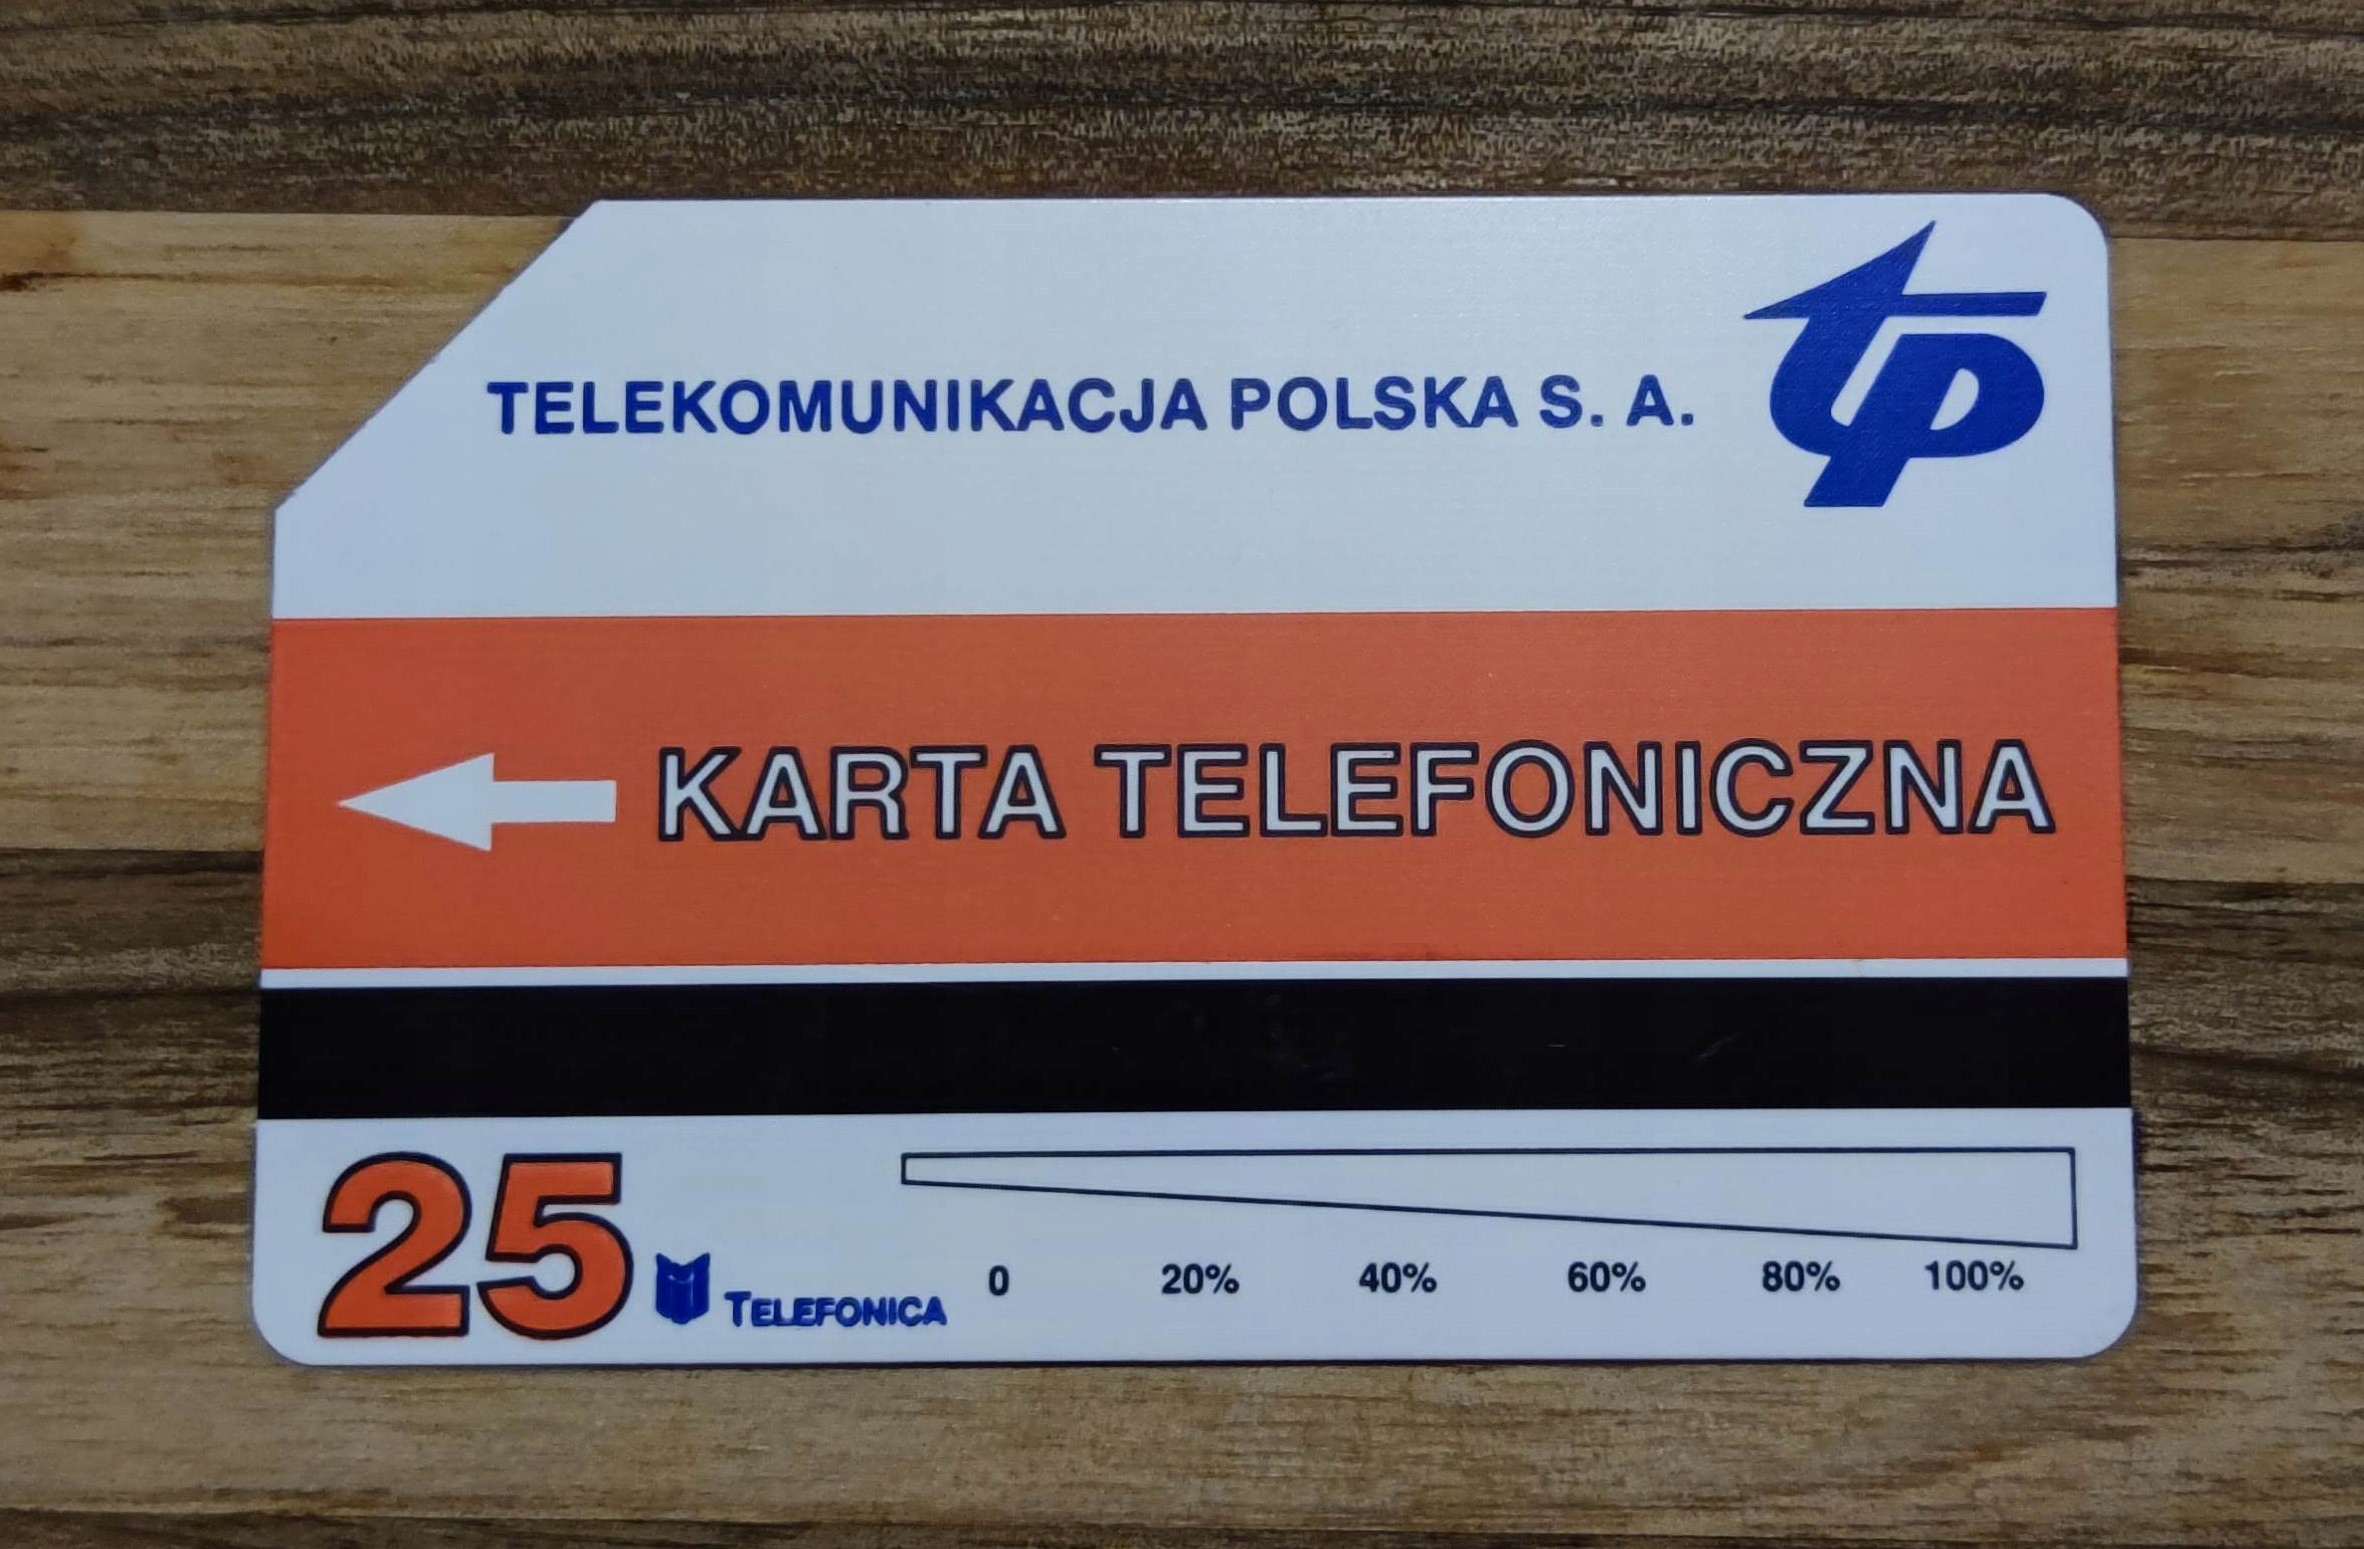 tp
TELEKOMUNIKACJA POLSKA S. A.
KARTA TELEFONICZNA
25
TELEFONICA
0 20% 40% 60% 80% 100%